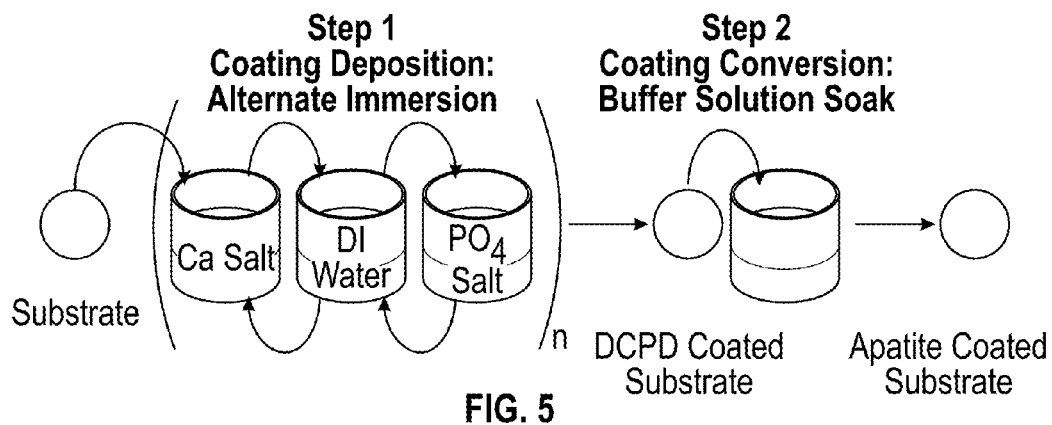 Step 1
Coating Deposition:
Alternate Immersion
Step 2
Coating Conversion:
Buffer Solution Soak
Substrate
Ca Salt
DI
Water
PO4
Salt
n
DCPD Coated
Substrate
Apatite Coated
Substrate
FIG. 5